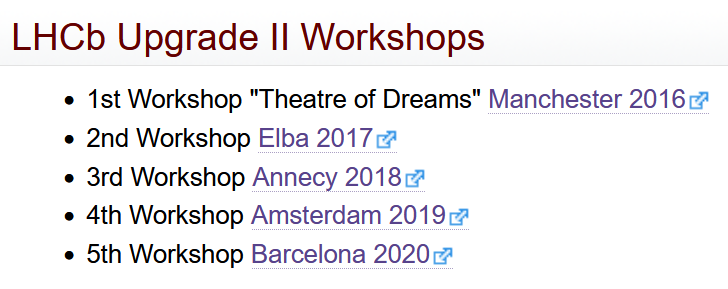 LHCb Upgrade II Workshops
• 1st Workshop "Theatre of Dreams" Manchester 2016
• 2nd Workshop Elba 2017
• 3rd Workshop Annecy 2018
• 4th Workshop Amsterdam 2019
• 5th Workshop Barcelona 2020